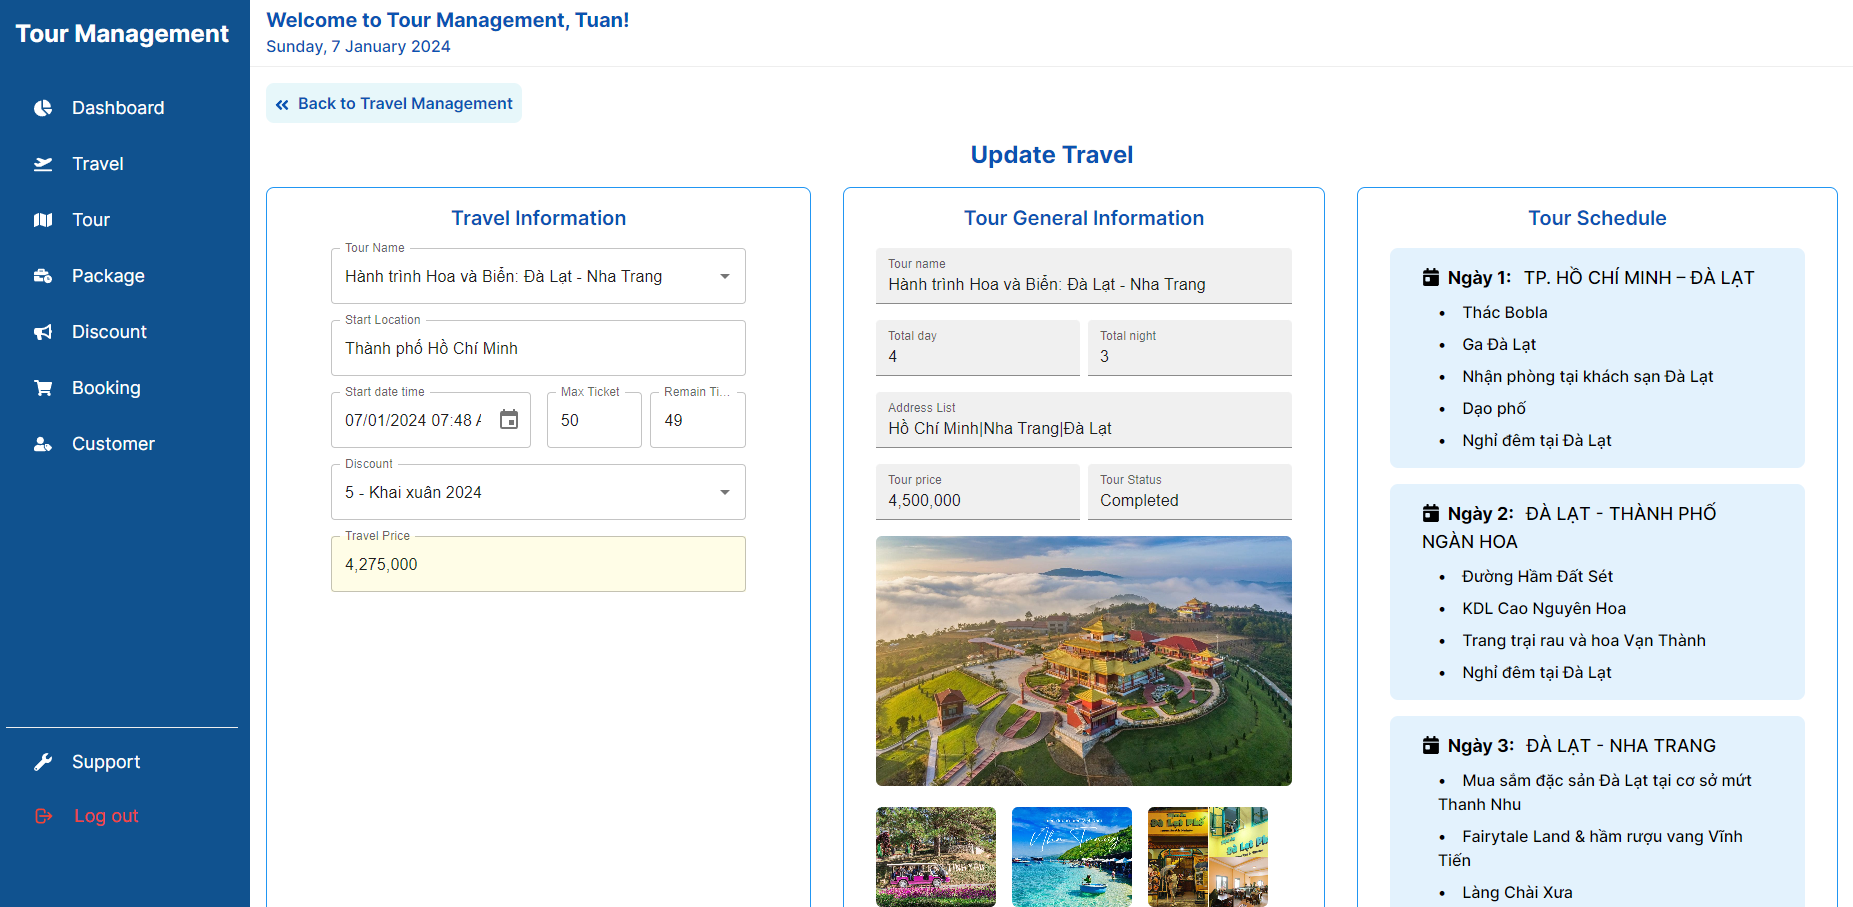 Tour Management
Dashboard
Travel
Tour
Package
Discount
Booking
Customer
Support
Log out
Welcome to Tour Management, Tuan!
Sunday, 7 January 2024
Back to Travel Management
Update Travel
Travel Information
Tour Name
Hành trình Hoa và Biển: Đà Lạt - Nha Trang
Start Location
Thành phố Hồ Chí Minh
Start date time
07/01/2024 07:48
Max Ticket
50
Remain Ti...
49
Discount
5 - Khai xuân 2024
Travel Price
4,275,000
Tour General Information
Tour name
Hành trình Hoa và Biển: Đà Lạt - Nha Trang
Total day
4
Total night
3
Address List
Hồ Chí Minh|Nha Trang|Đà Lạt
Tour price
4,500,000
Tour Status
Completed
Nha Trang
Đà Lạt Phố
Tour Schedule
Ngày 1: TP. HỒ CHÍ MINH – ĐÀ LẠT
• Thác Bobla
• Ga Đà Lạt
• Nhận phòng tại khách sạn Đà Lạt
• Dạo phố
• Nghỉ đêm tại Đà Lạt
Ngày 2: ĐÀ LẠT - THÀNH PHỐ
NGÀN HOA
• Đường Hầm Đất Sét
• KDL Cao Nguyên Hoa
• Trang trại rau và hoa Vạn Thành
• Nghỉ đêm tại Đà Lạt
Ngày 3: ĐÀ LẠT - NHA TRANG
• Mua sắm đặc sản Đà Lạt tại cơ sở mứt
Thanh Nhu
• Fairytale Land & hầm rượu vang Vĩnh
Tiến
• Làng Chài Xưa